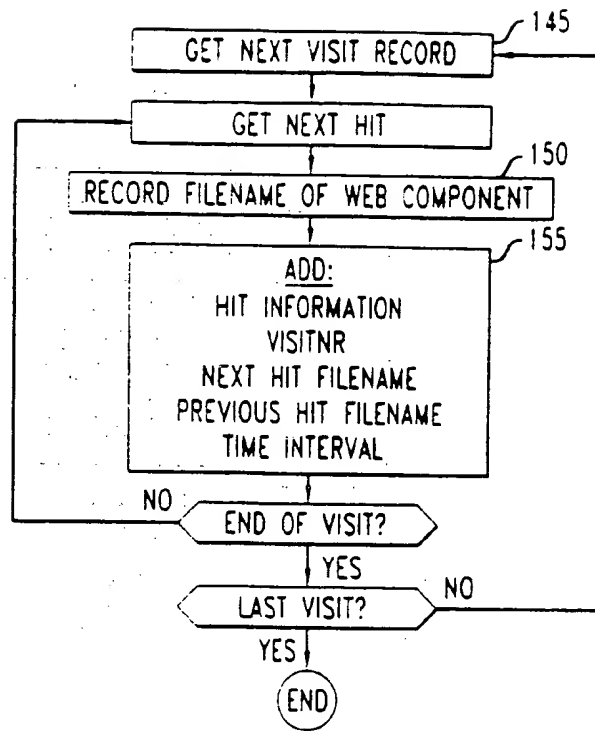 145
GET NEXT VISIT RECORD
GET NEXT HIT
150
RECORD FILENAME OF WEB COMPONENT
155
ADD:
HIT INFORMATION
VISITNR
NEXT HIT FILENAME
PREVIOUS HIT FILENAME
TIME INTERVAL
NO
END OF VISIT?
YES
LAST VISIT?
NO
YES
END